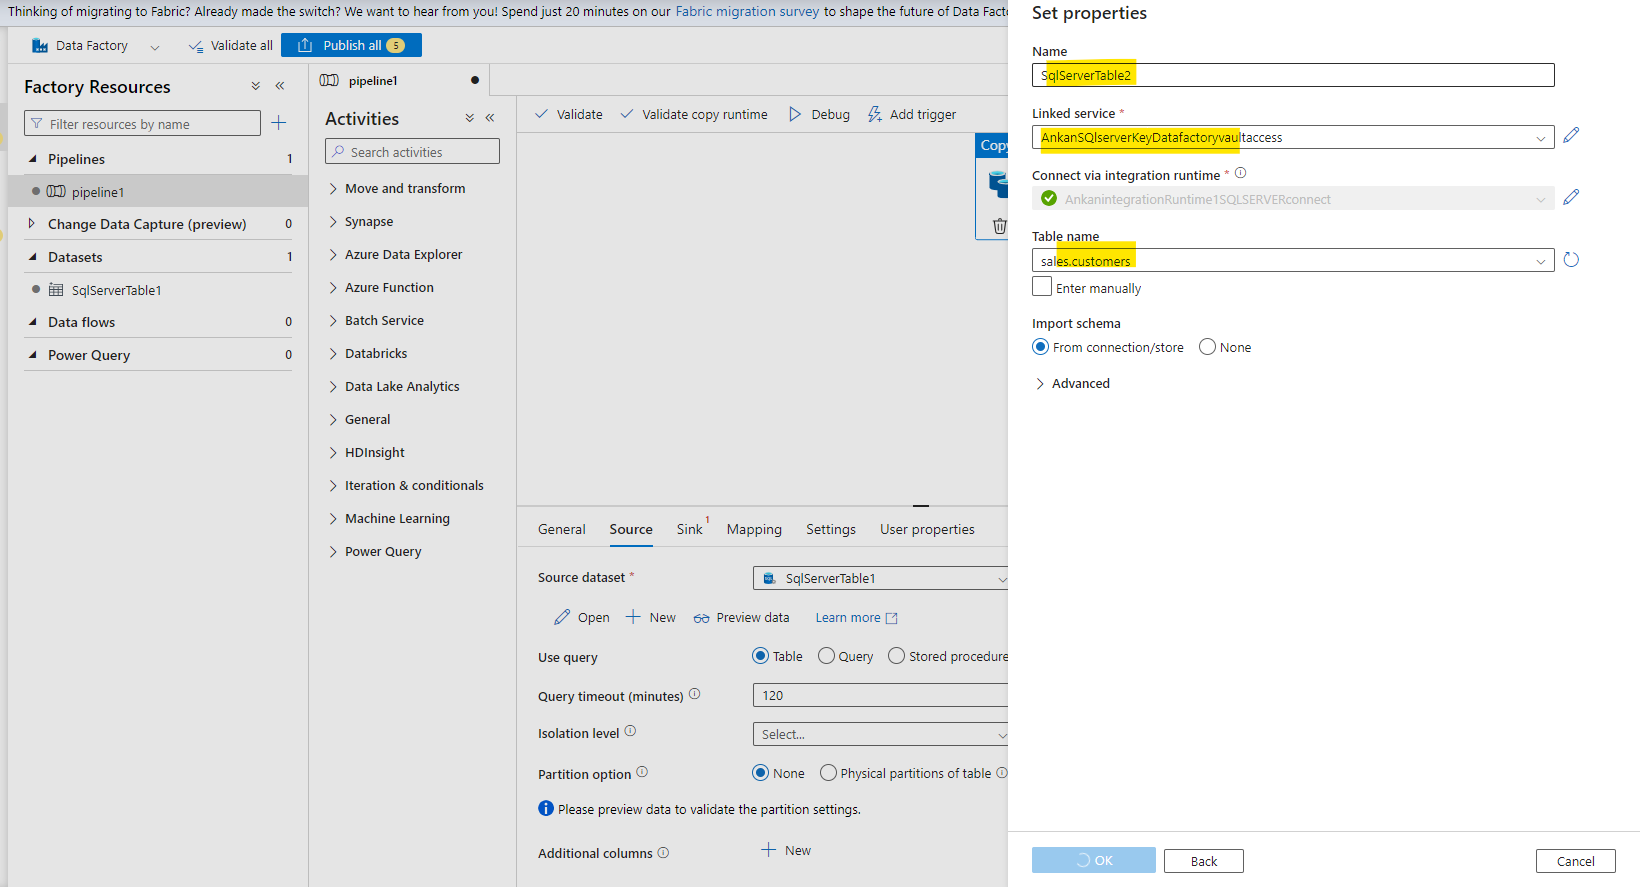 Thinking of migrating to Fabric? Already made the switch? We want to hear from you! Spend just 20 minutes on our Fabric migration survey to shape the future of Data Facto
Data Factory
Validate all
Publish all 5
Factory Resources
Filter resources by name
Pipelines 1
pipeline1
Change Data Capture (preview) 0
Datasets 1
SqlServerTable1
Data flows 0
Power Query 0
pipeline1
Activities
Search activities
Move and transform
Synapse
Azure Data Explorer
Azure Function
Batch Service
Databricks
Data Lake Analytics
General
HDInsight
Iteration & conditionals
Machine Learning
Power Query
Validate
Validate copy runtime
Debug
Add trigger
Copy
General
Source
Sink 1
Mapping
Settings
User properties
Source dataset *
SqlServerTable1
Open
New
Preview data
Learn more
Use query
Table
Query
Stored procedure
Query timeout (minutes)
120
Isolation level
Select...
Partition option
None
Physical partitions of table
Please preview data to validate the partition settings.
Additional columns
New
Set properties
Name
SqlServerTable2
Linked service *
AnkanSQlserverKeyDatafactoryvaultaccess
Connect via integration runtime *
AnkanintegrationRuntime1SQLSERVERconnect
Table name
sales.customers
Enter manually
Import schema
From connection/store
None
Advanced
OK
Back
Cancel